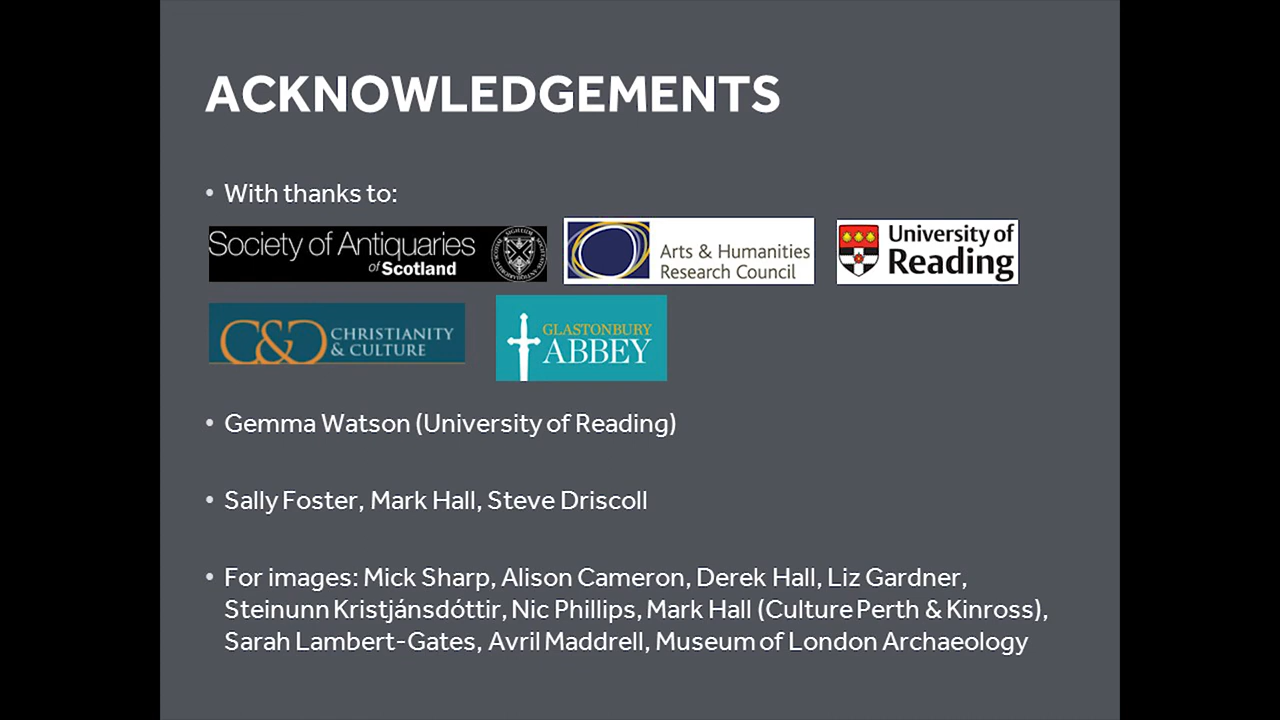 ACKNOWLEDGEMENTS
• With thanks to:
Society of Antiquaries
of Scotland
Arts & Humanities
Research Council
University of
Reading
C&C CHRISTIANITY
& CULTURE
GLASTONBURY
ABBEY
• Gemma Watson (University of Reading)
• Sally Foster, Mark Hall, Steve Driscoll
• For images: Mick Sharp, Alison Cameron, Derek Hall, Liz Gardner,
Steinunn Kristjánsdóttir, Nic Phillips, Mark Hall (Culture Perth & Kinross),
Sarah Lambert-Gates, Avril Maddrell, Museum of London Archaeology